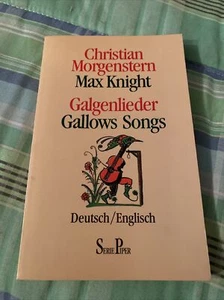 Christian
Morgenstern
Max Knight
Galgenlieder
Gallows Songs
Deutsch/Englisch
SERIE PIPER